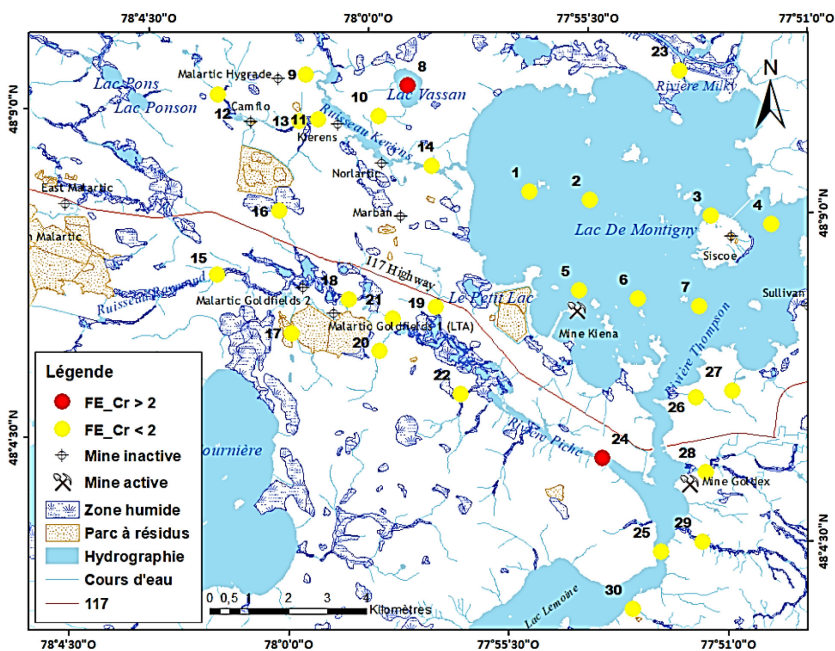 78°4'30"O
78°0'0"O
77°55'30"O
77°51'0"O
23
8
N
9
Malartic Hygrade
Lac Pons
Lac Vassan
Rivière Milky
48°9'0"N
10
Lac Ponson
12
Camflo
13
11
Ruisseau Keriens
Kierens
14
Norlartic
1
2
East Malartic
3
4
16
Marban
48°9'0"N
Lac De Montigny
Malartic
Siscoe
15
117 Highway
5
6
7
18
Sullivan
Ruisseau Raymond
Malartic Goldfields 2
21
19
Le Petit Lac
Malartic Goldfields 1 (LTA)
Mine Kiena
17
20
Rivière Thompson
Légende
22
27
26
FE_Cr > 2
FE_Cr < 2
24
48°4'30"N
Rivière Piché
28
Mine inactive
Mine active
Mine Goldex
Zone humide
Parc à résidus
29
25
Hydrographie
48°4'30"N
Cours d'eau
30
117
0 0,5 1 2 3 4
Kilomètres
Lac Lemoine
78°4'30"O
78°0'0"O
77°55'30"O
77°51'0"O